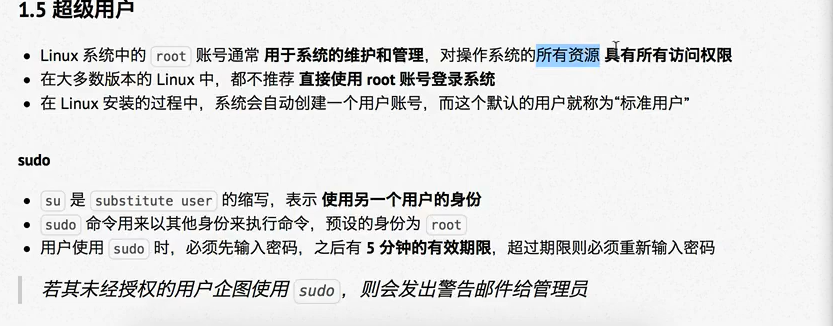 1.5 超级用户
Linux 系统中的 root 账号通常 用于系统的维护和管理，对操作系统的所有资源 具有所有访问权限
在大多数版本的 Linux 中，都不推荐 直接使用 root 账号登录系统
在 Linux 安装的过程中，系统会自动创建一个用户账号，而这个默认的用户就称为“标准用户”
sudo
su 是 substitute user 的缩写，表示 使用另一个用户的身份
sudo 命令用来以其他身份来执行命令，预设的身份为 root
用户使用 sudo 时，必须先输入密码，之后有 5 分钟的有效期限，超过期限则必须重新输入密码
若其未经授权的用户企图使用 sudo，则会发出警告邮件给管理员